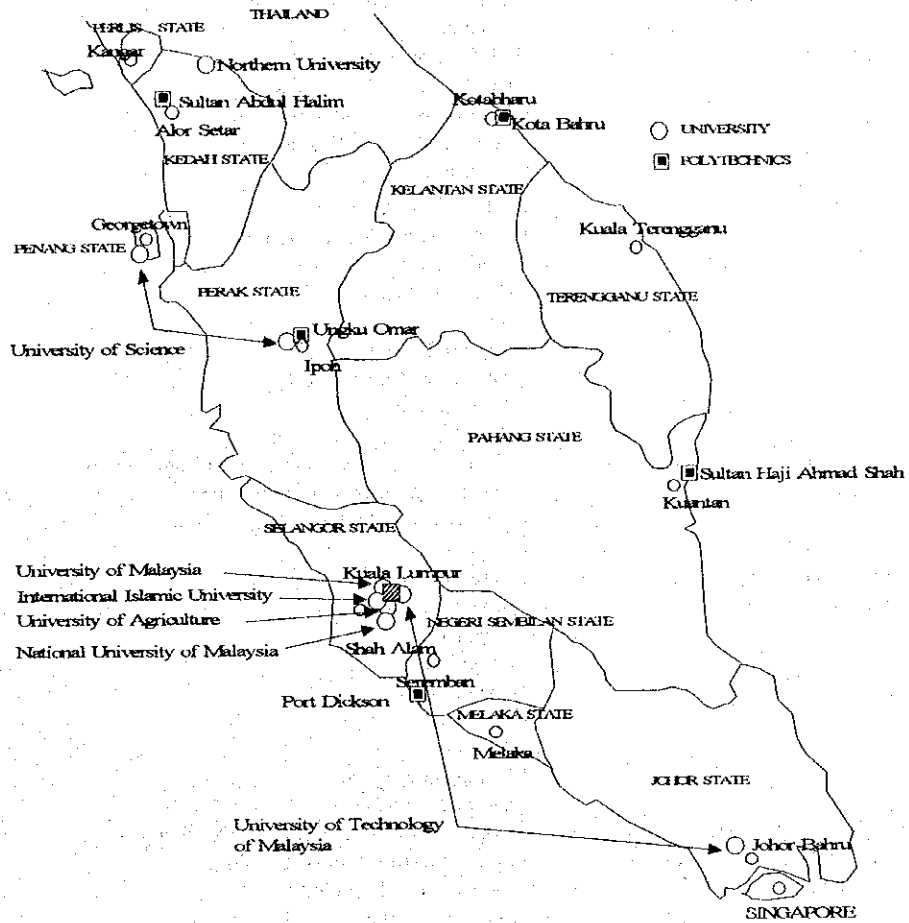 THAILAND
PERLIS STATE
Kangar
Northern University
Sultan Abdul Halim
Alor Setar
KEDAH STATE
Kotabharu
Kota Bahru
UNIVERSITY
POLYTECHNICS
KELANTAN STATE
Georgetown
PENANG STATE
Kuala Terengganu
PERAK STATE
TERENGGANU STATE
University of Science
Ungku Omar
Ipoh
PAHANG STATE
Sultan Haji Ahmad Shah
Kuantan
SELANGOR STATE
University of Malaysia
Kuala Lumpur
International Islamic University
University of Agriculture
NEGERI SEMBILAN STATE
National University of Malaysia
Shah Alam
Seremban
Port Dickson
MELAKA STATE
Melaka
JOHOR STATE
University of Technology
of Malaysia
Johor-Bahru
SINGAPORE